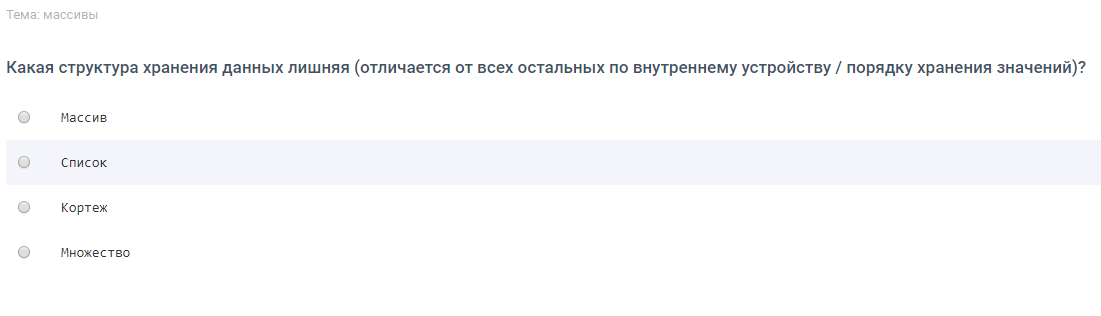 Тема: массивы
Какая структура хранения данных лишняя (отличается от всех остальных по внутреннему устройству / порядку хранения значений)?
Массив
Список
Кортеж
Множество